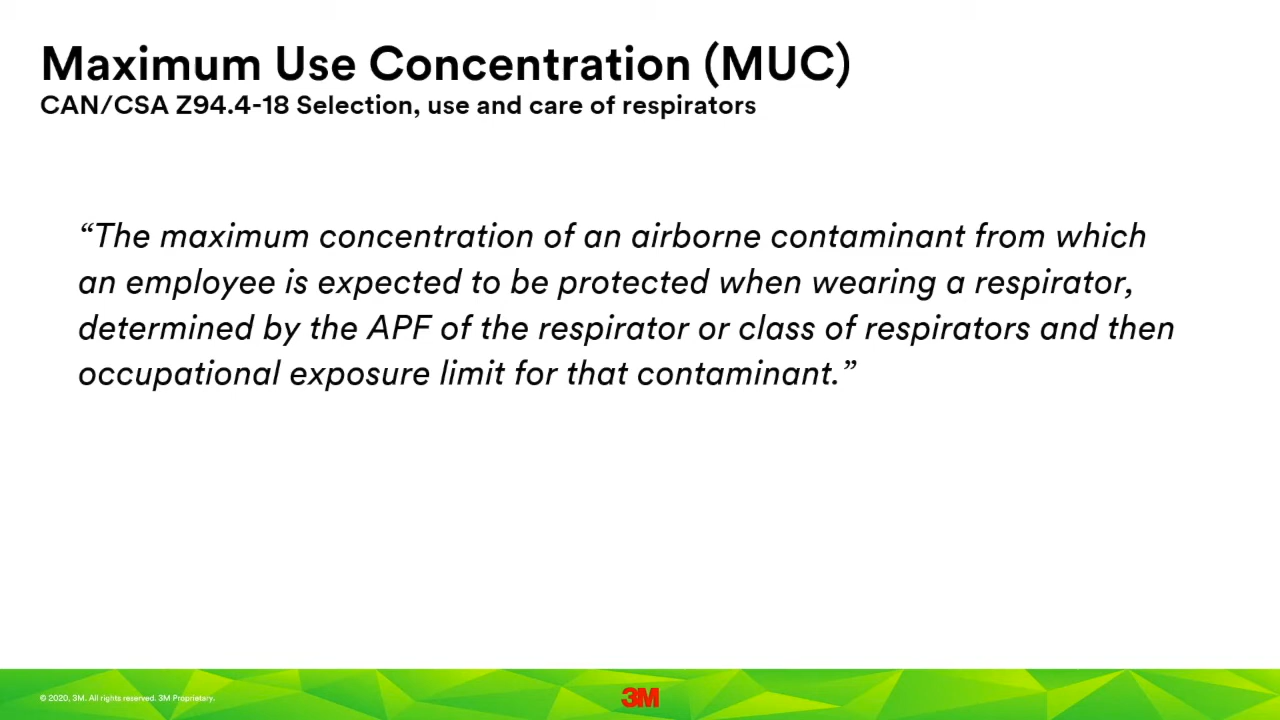 Maximum Use Concentration (MUC)
CAN/CSA Z94.4-18 Selection, use and care of respirators
“The maximum concentration of an airborne contaminant from which
an employee is expected to be protected when wearing a respirator,
determined by the APF of the respirator or class of respirators and then
occupational exposure limit for that contaminant.”
© 2020, 3M. All rights reserved. 3M Proprietary.
3M